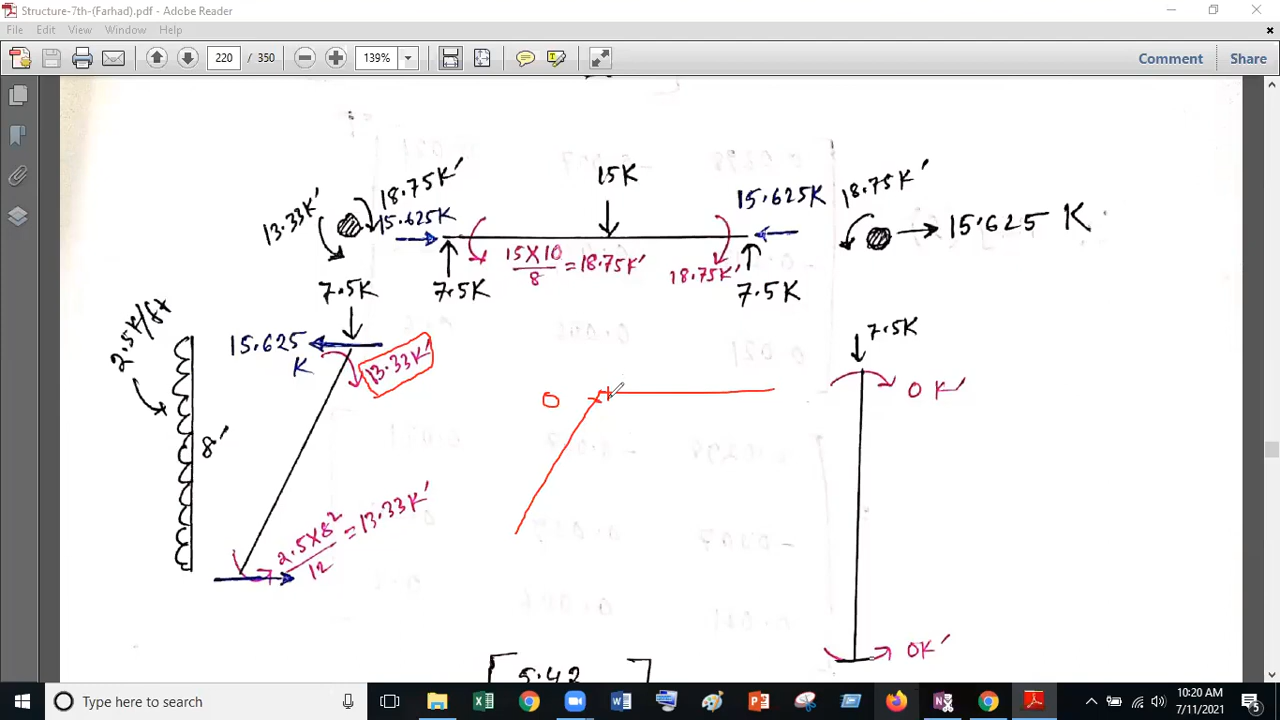 Structure-7th-(Farhad).pdf - Adobe Reader
File Edit View Window Help
220 / 350 139% Comment Share
18.75K'
13.33K'
15.625K
15K
15.625K
18.75K'
15.625 K
7.5K
7.5K
15X10
8
=18.75K'
18.75K'
7.5K
2.5K/ft
15.625
K
13.33K'
7.5K
0
0 K'
8'
2.5X8²
12
=13.33K'
0K'
5.42
Type here to search
10:20 AM
7/11/2021
5